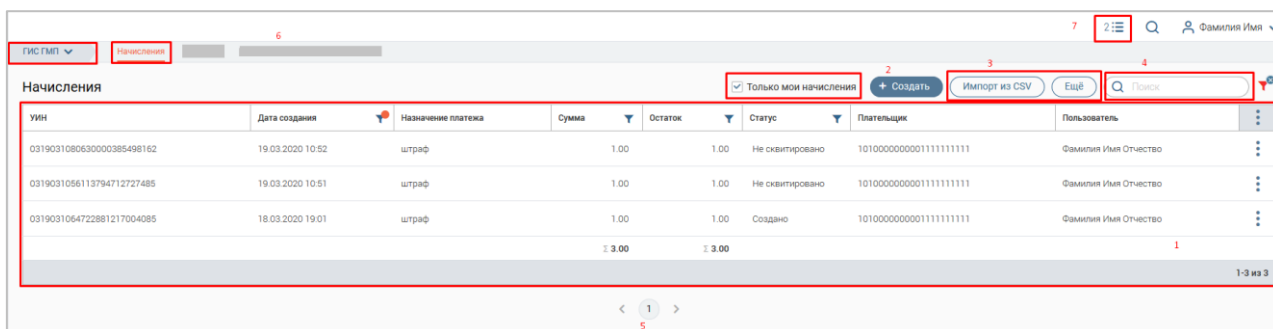 7 2 Фамилия Имя
6
ГИС ГМП Начисления
2 3 4
Начисления Только мои начисления + Создать Импорт из CSV Ещё Поиск
УИН Дата создания Назначение платежа Сумма Остаток Статус Плательщик Пользователь
0319031080630000385498162 19.03.2020 10:52 штраф 1.00 1.00 Не сквитировано 1010000000001111111111 Фамилия Имя Отчество
0319031056113794712727485 19.03.2020 10:51 штраф 1.00 1.00 Не сквитировано 1010000000001111111111 Фамилия Имя Отчество
0319031064722881217004085 18.03.2020 19:01 штраф 1.00 1.00 Создано 1010000000001111111111 Фамилия Имя Отчество
Σ 3.00 Σ 3.00 1
1-3 из 3
< 1 >
5